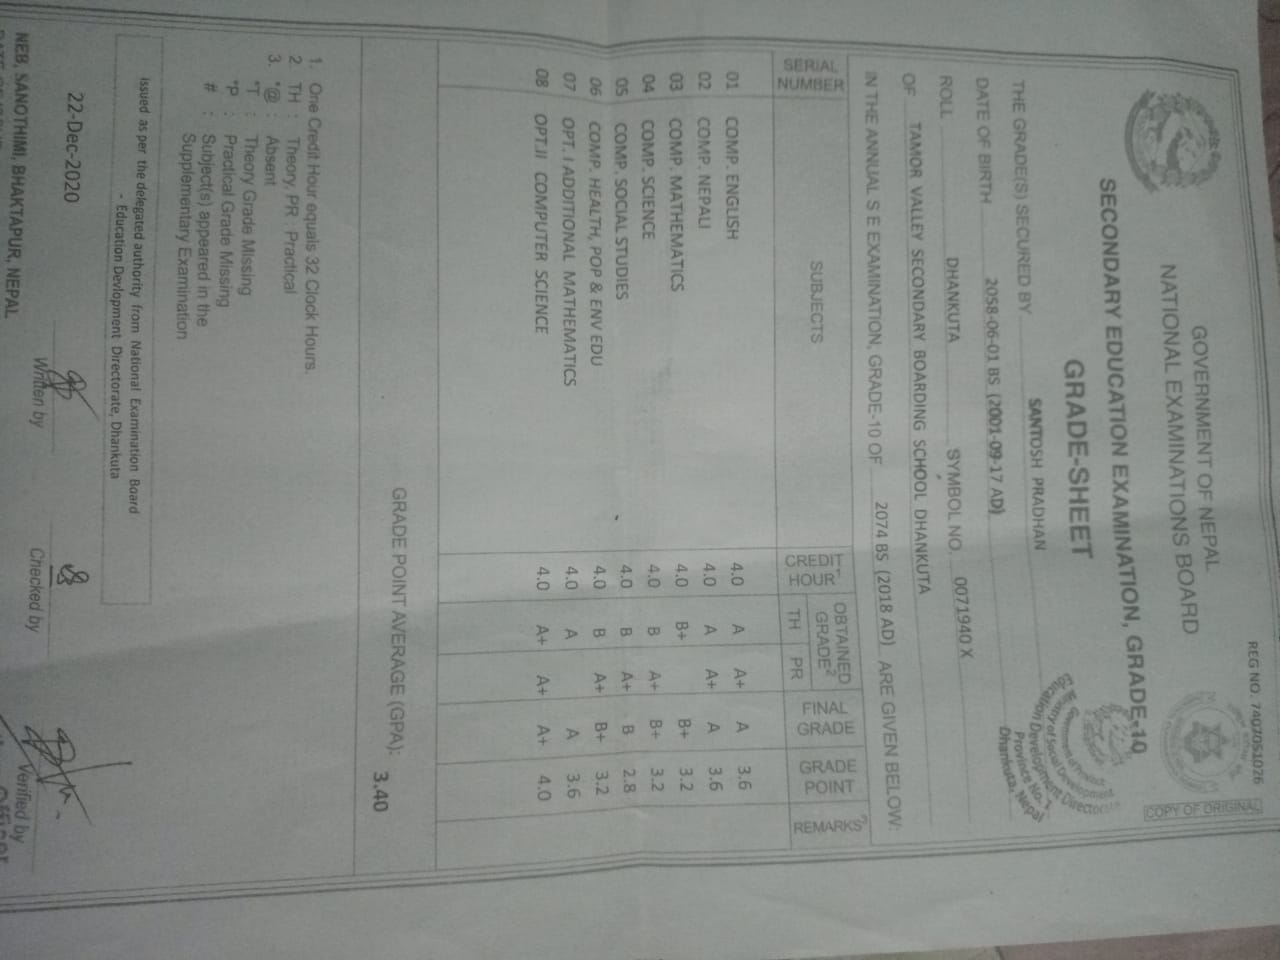 REG NO. 7407051026
COPY OF ORIGINAL
GOVERNMENT OF NEPAL
NATIONAL EXAMINATIONS BOARD
SECONDARY EDUCATION EXAMINATION, GRADE-10
GRADE-SHEET
Government of Province
Ministry of Social Development
Education Development Directorate
Province No. 1
Dhankuta, Nepal
THE GRADE(S) SECURED BY SANTOSH PRADHAN
DATE OF BIRTH 2058-06-01 BS (2001-09-17 AD)
ROLL DHANKUTA SYMBOL NO. 0071940 X
OF TAMOR VALLEY SECONDARY BOARDING SCHOOL DHANKUTA
IN THE ANNUAL S E EXAMINATION, GRADE-10 OF 2074 BS (2018 AD) ARE GIVEN BELOW:
SERIAL NUMBER SUBJECTS CREDIT HOUR1 OBTAINED GRADE2 FINAL GRADE GRADE POINT REMARKS3
TH PR
01 COMP. ENGLISH 4.0 A A+ A 3.6
02 COMP. NEPALI 4.0 A A+ A 3.6
03 COMP. MATHEMATICS 4.0 B+ B+ 3.2
04 COMP. SCIENCE 4.0 B A+ B+ 3.2
05 COMP. SOCIAL STUDIES 4.0 B A+ B 2.8
06 COMP. HEALTH, POP & ENV EDU 4.0 B A+ B+ 3.2
07 OPT. I ADDITIONAL MATHEMATICS 4.0 A A 3.6
08 OPT.II COMPUTER SCIENCE 4.0 A+ A+ A+ 4.0
GRADE POINT AVERAGE (GPA): 3.40
1. One Credit Hour equals 32 Clock Hours.
2. TH : Theory, PR : Practical
3. *@ : Absent
*T : Theory Grade Missing
*P : Practical Grade Missing
# : Subject(s) appeared in the
Supplementary Examination
Issued as per the delegated authority from National Examination Board
- Education Devlopment Directorate, Dhankuta
22-Dec-2020
Written by Checked by Verified by
NEB, SANOTHIMI, BHAKTAPUR, NEPAL